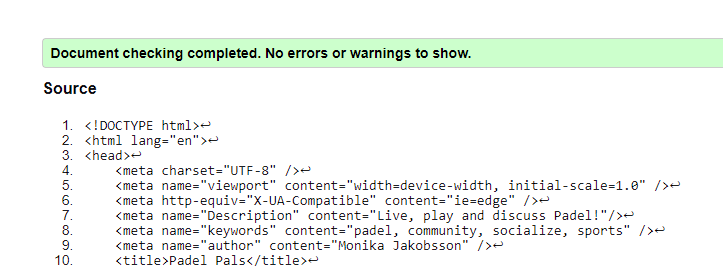 Document checking completed. No errors or warnings to show.
Source
1. <!DOCTYPE html>↩
2. <html lang="en">↩
3. <head>↩
4. <meta charset="UTF-8" />↩
5. <meta name="viewport" content="width=device-width, initial-scale=1.0" />↩
6. <meta http-equiv="X-UA-Compatible" content="ie=edge" />↩
7. <meta name="Description" content="Live, play and discuss Padel!"/>↩
8. <meta name="keywords" content="padel, community, socialize, sports" />↩
9. <meta name="author" content="Monika Jakobsson" />↩
10. <title>Padel Pals</title>↩